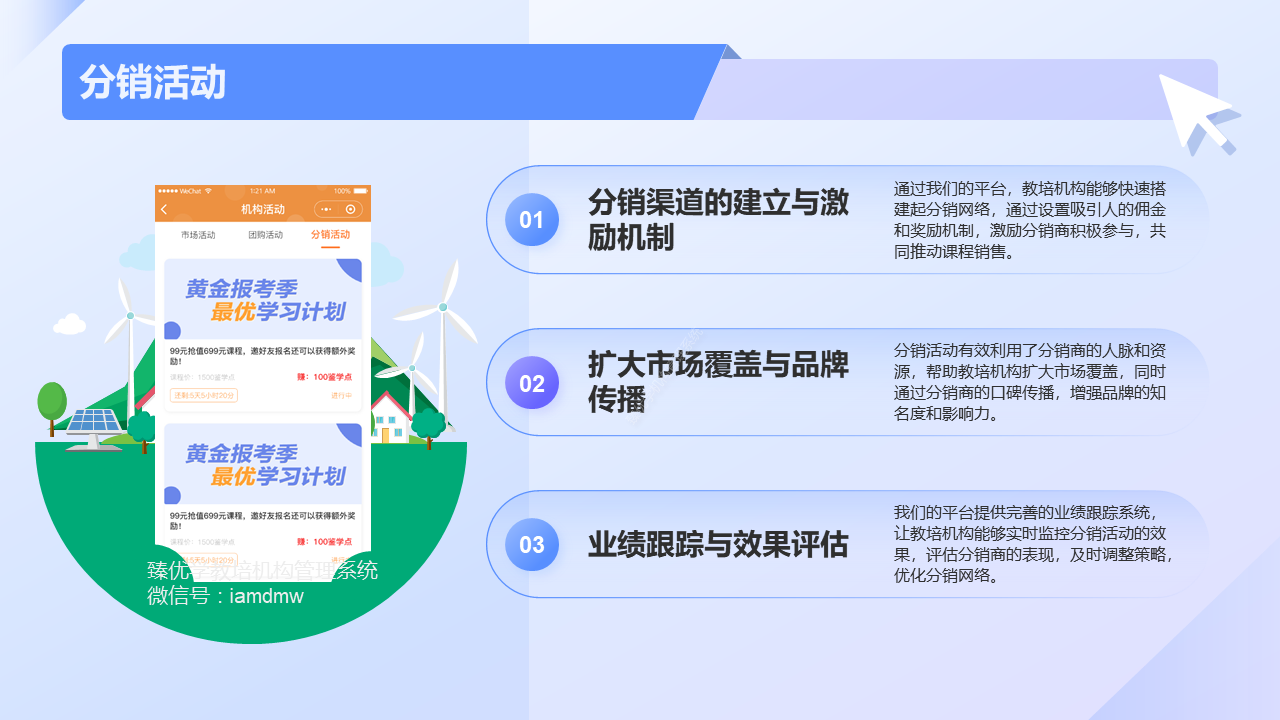 分销活动
WeChat
1:21 AM
100%
机构活动
市场活动
团购活动
分销活动
黄金报考季
最优学习计划
99元抢值699元课程，邀好友报名还可以获得额外奖
励！
课程价：1500鉴学点
赚：100鉴学点
还剩 5天5小时20分
进行中
黄金报考季
最优学习计划
99元抢值699元课程，邀好友报名还可以获得额外奖
励！
课程价：1500鉴学点
赚：100鉴学点
5天5小时20分
臻优学教培机构管理系统
微信号：iamdmw
01
分销渠道的建立与激
励机制
通过我们的平台，教培机构能够快速搭
建起分销网络，通过设置吸引人的佣金
和奖励机制，激励分销商积极参与，共
同推动课程销售。
02
扩大市场覆盖与品牌
传播
分销活动有效利用了分销商的人脉和资
源，帮助教培机构扩大市场覆盖，同时
通过分销商的口碑传播，增强品牌的知
名度和影响力。
03
业绩跟踪与效果评估
我们的平台提供完善的业绩跟踪系统，
让教培机构能够实时监控分销活动的效
果，评估分销商的表现，及时调整策略，
优化分销网络。